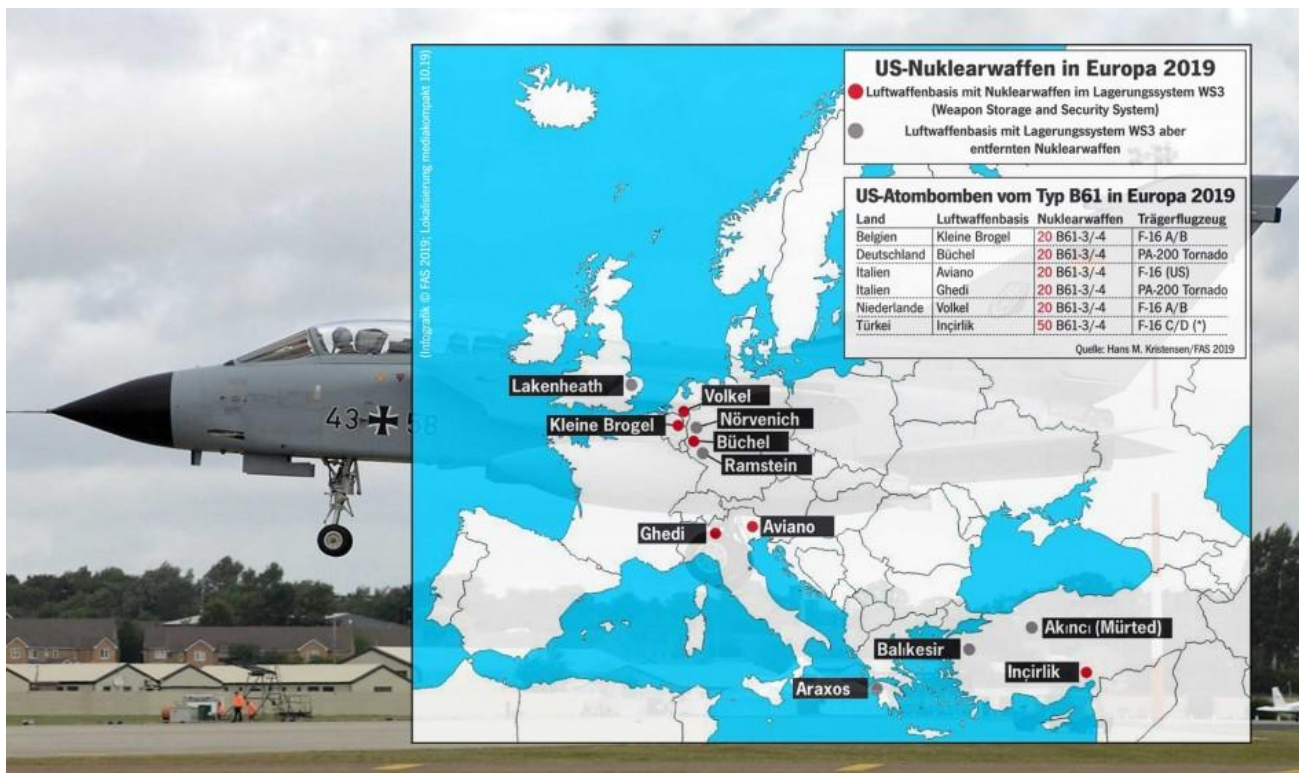 (Infografik © FAS 2019; Lokalisierung mediakompakt 10.19)
US-Nuklearwaffen in Europa 2019
Luftwaffenbasis mit Nuklearwaffen im Lagerungssystem WS3
(Weapon Storage and Security System)
Luftwaffenbasis mit Lagerungssystem WS3 aber
entfernten Nuklearwaffen
US-Atombomben vom Typ B61 in Europa 2019
Land Luftwaffenbasis Nuklearwaffen Trägerflugzeug
Belgien Kleine Brogel 20 B61-3/-4 F-16 A/B
Deutschland Büchel 20 B61-3/-4 PA-200 Tornado
Italien Aviano 20 B61-3/-4 F-16 (US)
Italien Ghedi 20 B61-3/-4 PA-200 Tornado
Niederlande Volkel 20 B61-3/-4 F-16 A/B
Türkei Inçirlik 50 B61-3/-4 F-16 C/D (*)
Quelle: Hans M. Kristensen/FAS 2019
Lakenheath
Volkel
Kleine Brogel
Nörvenich
Büchel
Ramstein
Ghedi
Aviano
Akıncı (Mürted)
Balıkesir
Inçirlik
Araxos
43 58